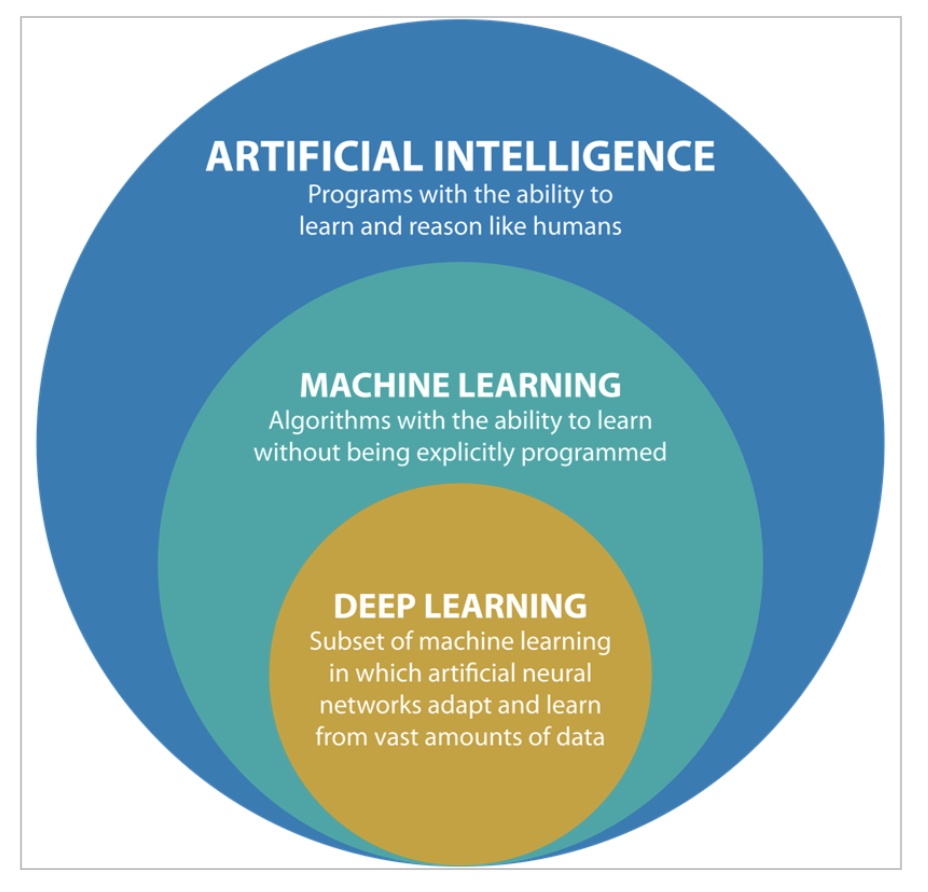 ARTIFICIAL INTELLIGENCE
Programs with the ability to
learn and reason like humans
MACHINE LEARNING
Algorithms with the ability to learn
without being explicitly programmed
DEEP LEARNING
Subset of machine learning
in which artificial neural
networks adapt and learn
from vast amounts of data